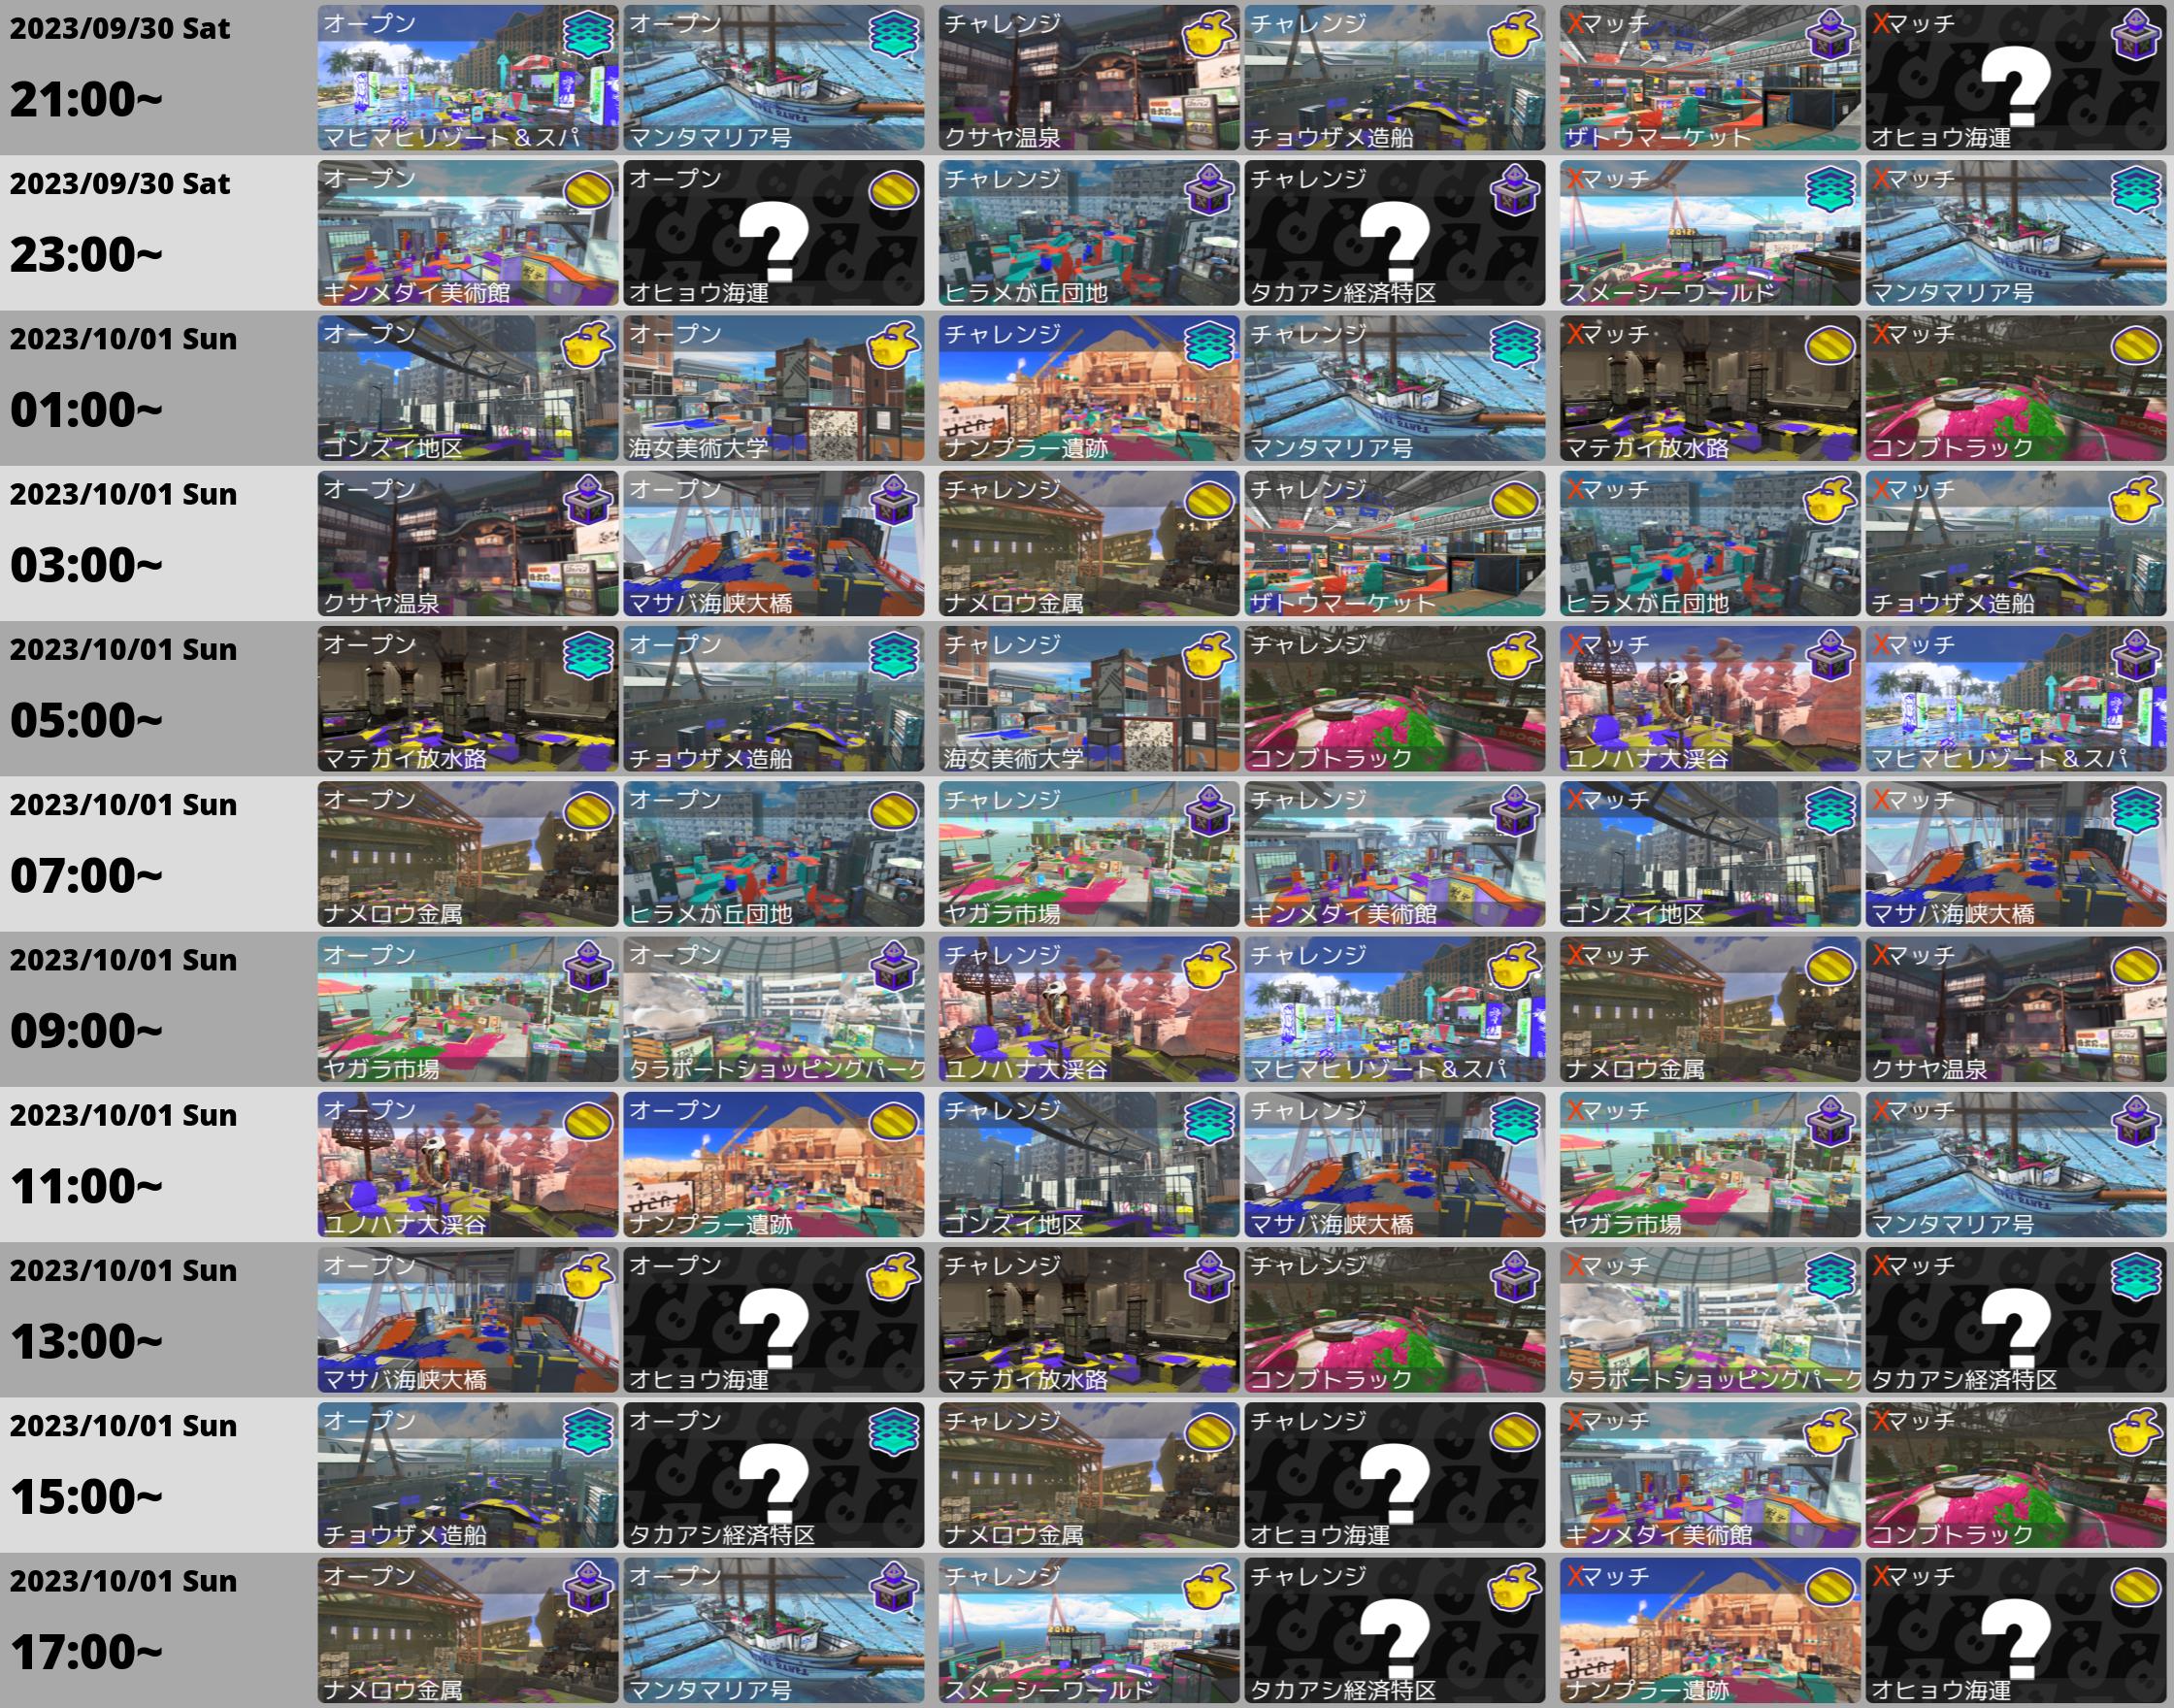 2023/09/30 Sat
21:00~
オープン
マヒマヒリゾート＆スパ
オープン
マンタマリア号
チャレンジ
クサヤ温泉
チャレンジ
チョウザメ造船
Xマッチ
ザトウマーケット
Xマッチ
オヒョウ海運
2023/09/30 Sat
23:00~
オープン
キンメダイ美術館
オープン
オヒョウ海運
チャレンジ
ヒラメが丘団地
チャレンジ
タカアシ経済特区
Xマッチ
スメーシーワールド
Xマッチ
マンタマリア号
2023/10/01 Sun
01:00~
オープン
ゴンズイ地区
オープン
海女美術大学
チャレンジ
ナンプラー遺跡
チャレンジ
マンタマリア号
Xマッチ
マテガイ放水路
Xマッチ
コンブトラック
2023/10/01 Sun
03:00~
オープン
クサヤ温泉
オープン
マサバ海峡大橋
チャレンジ
ナメロウ金属
チャレンジ
ザトウマーケット
Xマッチ
ヒラメが丘団地
Xマッチ
チョウザメ造船
2023/10/01 Sun
05:00~
オープン
マテガイ放水路
オープン
チョウザメ造船
チャレンジ
海女美術大学
チャレンジ
コンブトラック
Xマッチ
ユノハナ大渓谷
Xマッチ
マヒマヒリゾート＆スパ
2023/10/01 Sun
07:00~
オープン
ナメロウ金属
オープン
ヒラメが丘団地
チャレンジ
ヤガラ市場
チャレンジ
キンメダイ美術館
Xマッチ
ゴンズイ地区
Xマッチ
マサバ海峡大橋
2023/10/01 Sun
09:00~
オープン
ヤガラ市場
オープン
タラポートショッピングパーク
チャレンジ
ユノハナ大渓谷
チャレンジ
マヒマヒリゾート＆スパ
Xマッチ
ナメロウ金属
Xマッチ
クサヤ温泉
2023/10/01 Sun
11:00~
オープン
ユノハナ大渓谷
オープン
ナンプラー遺跡
チャレンジ
ゴンズイ地区
チャレンジ
マサバ海峡大橋
Xマッチ
ヤガラ市場
Xマッチ
マンタマリア号
2023/10/01 Sun
13:00~
オープン
マサバ海峡大橋
オープン
オヒョウ海運
チャレンジ
マテガイ放水路
チャレンジ
コンブトラック
Xマッチ
タラポートショッピングパーク
Xマッチ
タカアシ経済特区
2023/10/01 Sun
15:00~
オープン
チョウザメ造船
オープン
タカアシ経済特区
チャレンジ
ナメロウ金属
チャレンジ
オヒョウ海運
Xマッチ
キンメダイ美術館
Xマッチ
コンブトラック
2023/10/01 Sun
17:00~
オープン
ナメロウ金属
オープン
マンタマリア号
チャレンジ
スメーシーワールド
チャレンジ
タカアシ経済特区
Xマッチ
ナンプラー遺跡
Xマッチ
オヒョウ海運